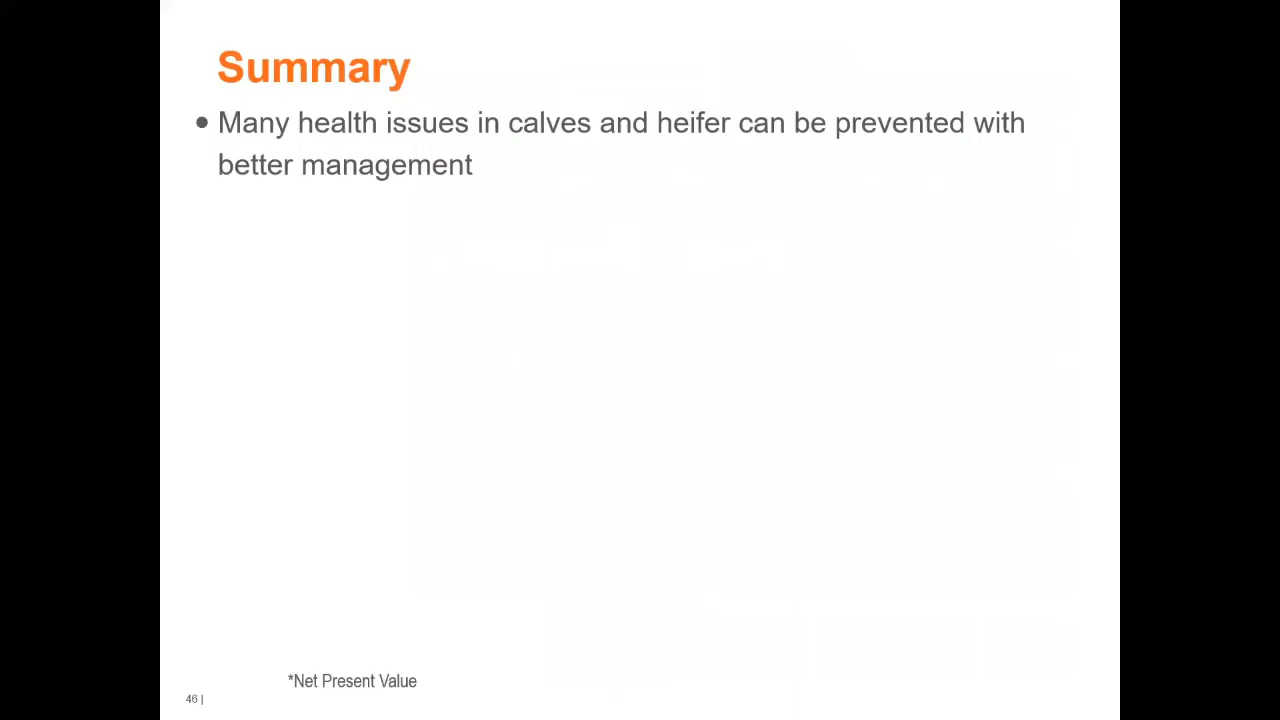 Summary
• Many health issues in calves and heifer can be prevented with
better management
*Net Present Value
46 |